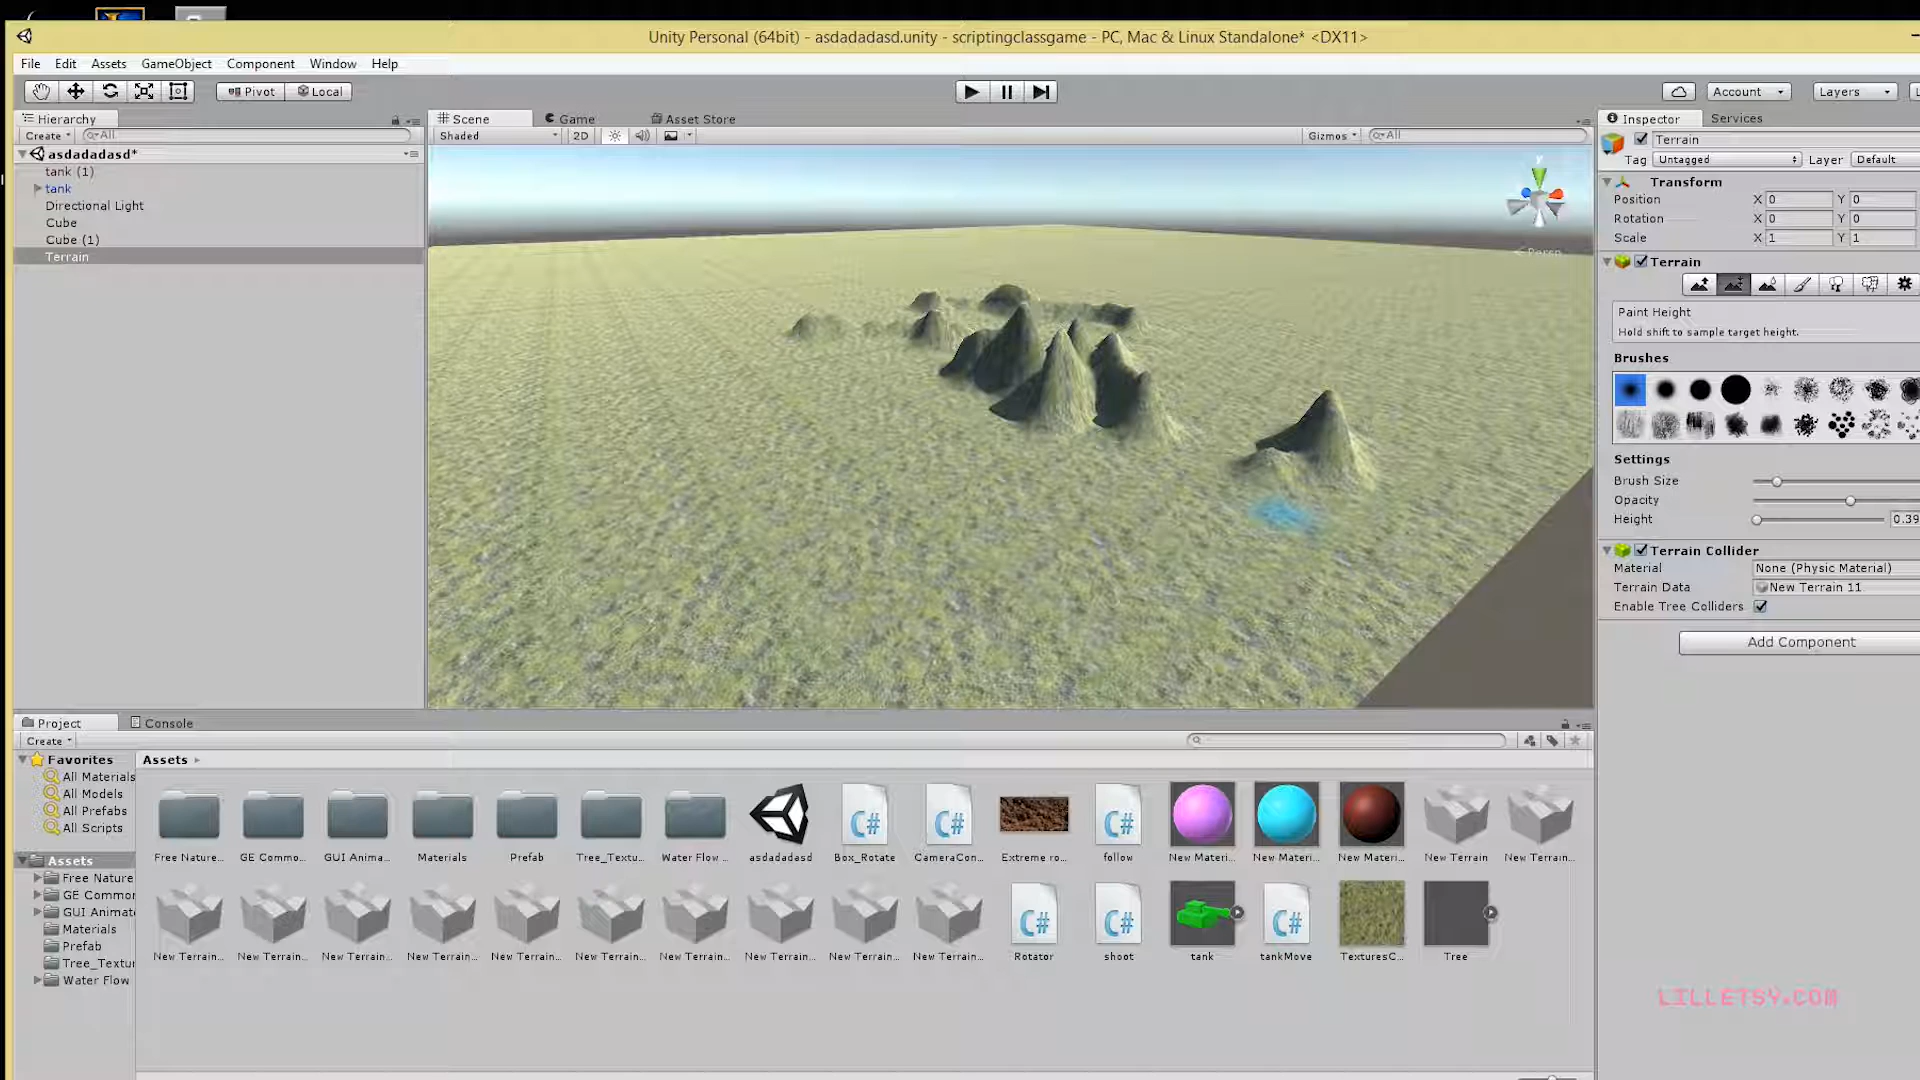 Unity Personal (64bit) - asdadadasd.unity - scriptingclassgame - PC, Mac & Linux Standalone* <DX11>
File Edit Assets GameObject Component Window Help
Pivot Local Account Layers
Hierarchy
Create All
asdadadasd*
tank (1)
tank
Directional Light
Cube
Cube (1)
Terrain
Scene Game Asset Store
Shaded 2D Gizmos All
Persp
Inspector Services
Terrain
Tag Untagged Layer Default
Transform
Position X 0 Y 0
Rotation X 0 Y 0
Scale X 1 Y 1
Terrain
Paint Height
Hold shift to sample target height.
Brushes
Settings
Brush Size
Opacity
Height 0.39
Terrain Collider
Material None (Physic Material)
Terrain Data New Terrain 11
Enable Tree Colliders
Add Component
Project Console
Create
Favorites
All Materials
All Models
All Prefabs
All Scripts
Assets
Free Nature
GE Common
GUI Animat
Materials
Prefab
Tree_Textur
Water Flow
Assets
Free Nature... GE Commo... GUI Anima... Materials Prefab Tree_Textu... Water Flow ... asdadadasd Box_Rotate CameraCon... Extreme ro... follow New Materi... New Materi... New Materi... New Terrain New Terrain...
New Terrain... New Terrain... New Terrain... New Terrain... New Terrain... New Terrain... New Terrain... New Terrain... New Terrain... New Terrain... Rotator shoot tank tankMove TexturesC... Tree
C# C# C#
C# C# C#
LILLETSY.COM